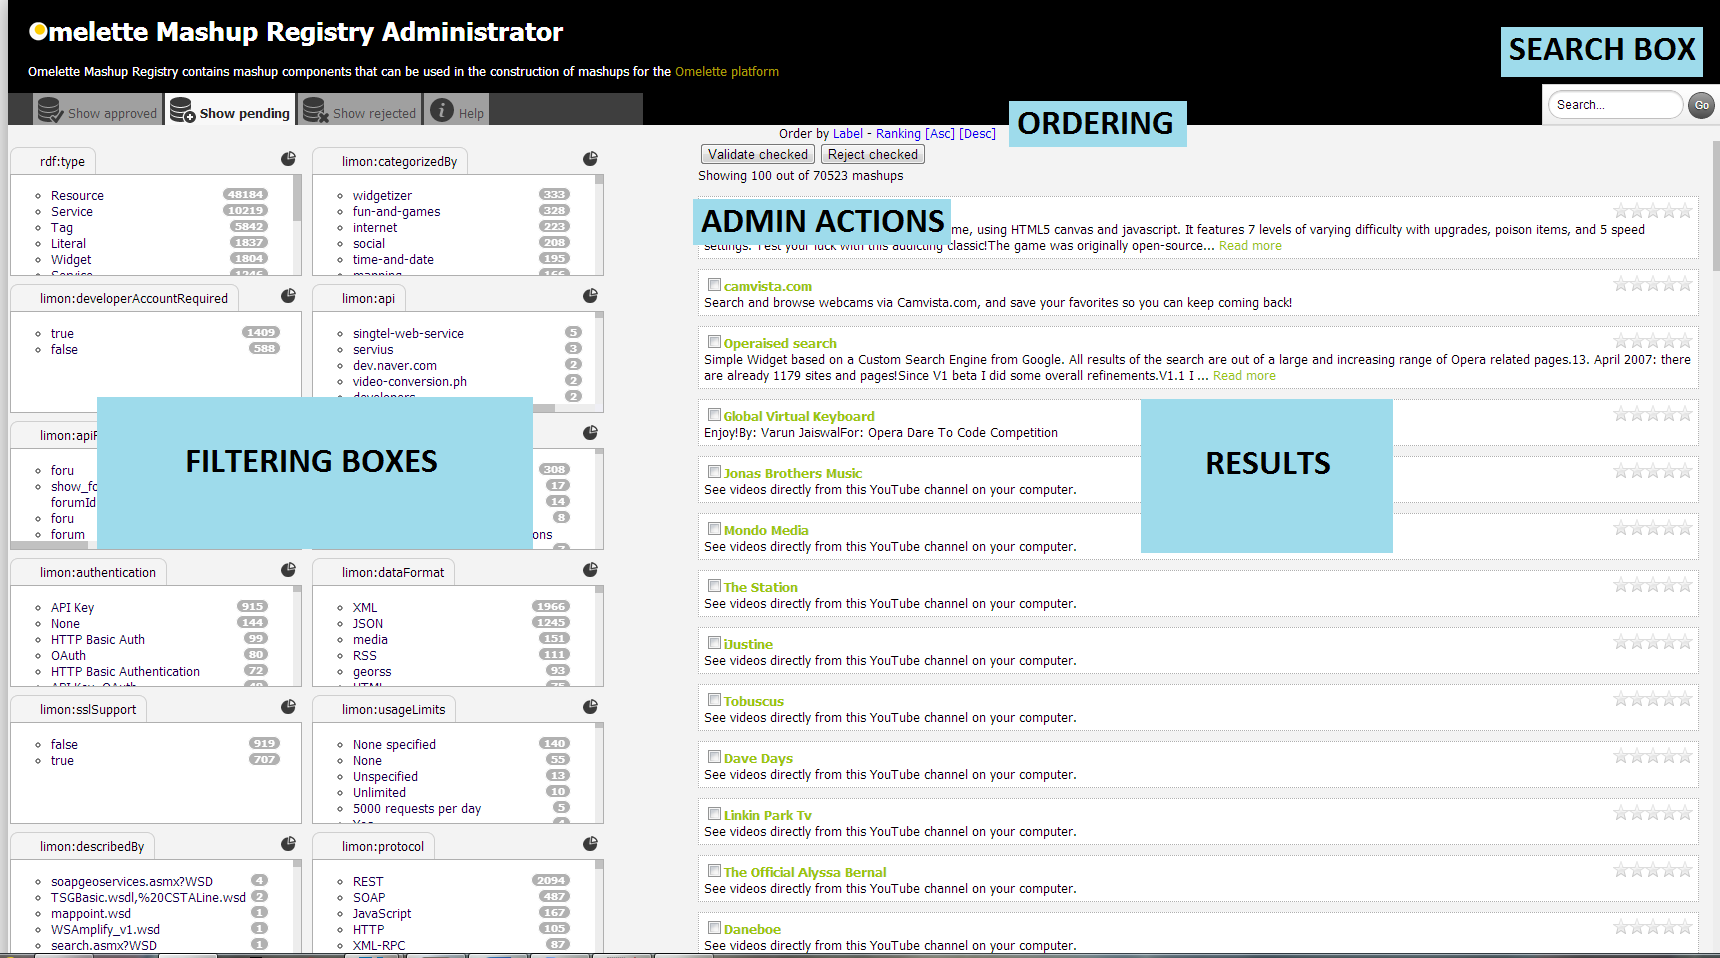 Omelette Mashup Registry Administrator
Omelette Mashup Registry contains mashup components that can be used in the construction of mashups for the Omelette platform
SEARCH BOX
Show approved
Show pending
Show rejected
Help
Search...
Go
ORDERING
Order by Label - Ranking [Asc] [Desc]
Validate checked
Reject checked
Showing 100 out of 70523 mashups
rdf:type
Resource 48184
Service 10219
Tag 5842
Literal 1837
Widget 1804
Service 1246
limon:categorizedBy
widgetizer 333
fun-and-games 328
internet 223
social 208
time-and-date 195
mapping 166
limon:developerAccountRequired
true 1409
false 588
limon:api
singtel-web-service 5
servius 3
dev.naver.com 2
video-conversion.ph 2
developers 2
FILTERING BOXES
foru
forumId
foru
forum
308
17
14
8
ons
limon:authentication
API Key 915
None 144
HTTP Basic Auth 99
OAuth 80
HTTP Basic Authentication 72
limon:dataFormat
XML 1966
JSON 1245
media 151
RSS 111
georss 93
HTML 75
limon:sslSupport
false 919
true 707
limon:usageLimits
None specified 140
None 55
Unspecified 13
Unlimited 10
5000 requests per day 5
limon:describedBy
soapgeoservices.asmx?WSD 4
TSGBasic.wsdl,%20CSTALine.wsd 2
mappoint.wsd 1
WSAmplify_v1.wsd 1
search.asmx?WSD 1
limon:protocol
REST 2094
SOAP 487
JavaScript 167
HTTP 105
XML-RPC 87
ADMIN ACTIONS
me, using HTML5 canvas and javascript. It features 7 levels of varying difficulty with upgrades, poison items, and 5 speed
settings. Test your luck with this addicting classic!The game was originally open-source... Read more
camvista.com
Search and browse webcams via Camvista.com, and save your favorites so you can keep coming back!
Operaised search
Simple Widget based on a Custom Search Engine from Google. All results of the search are out of a large and increasing range of Opera related pages.13. April 2007: there
are already 1179 sites and pages!Since V1 beta I did some overall refinements.V1.1 I ... Read more
Global Virtual Keyboard
Enjoy!By: Varun JaiswalFor: Opera Dare To Code Competition
RESULTS
Jonas Brothers Music
See videos directly from this YouTube channel on your computer.
Mondo Media
See videos directly from this YouTube channel on your computer.
The Station
See videos directly from this YouTube channel on your computer.
iJustine
See videos directly from this YouTube channel on your computer.
Tobuscus
See videos directly from this YouTube channel on your computer.
Dave Days
See videos directly from this YouTube channel on your computer.
Linkin Park Tv
See videos directly from this YouTube channel on your computer.
The Official Alyssa Bernal
See videos directly from this YouTube channel on your computer.
Daneboe
See videos directly from this YouTube channel on your computer.